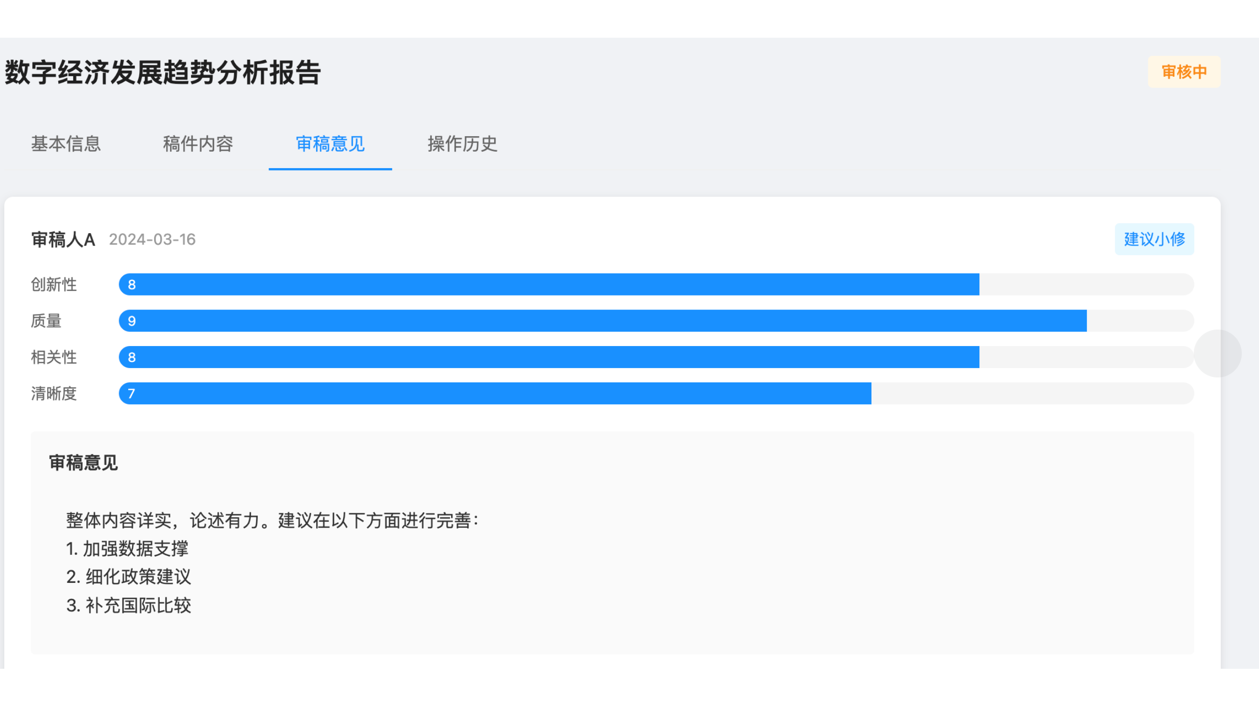 数字经济发展趋势分析报告
审核中
基本信息 稿件内容 审稿意见 操作历史
审稿人A 2024-03-16 建议小修
创新性 8
质量 9
相关性 8
清晰度 7
审稿意见
整体内容详实，论述有力。建议在以下方面进行完善：
1. 加强数据支撑
2. 细化政策建议
3. 补充国际比较